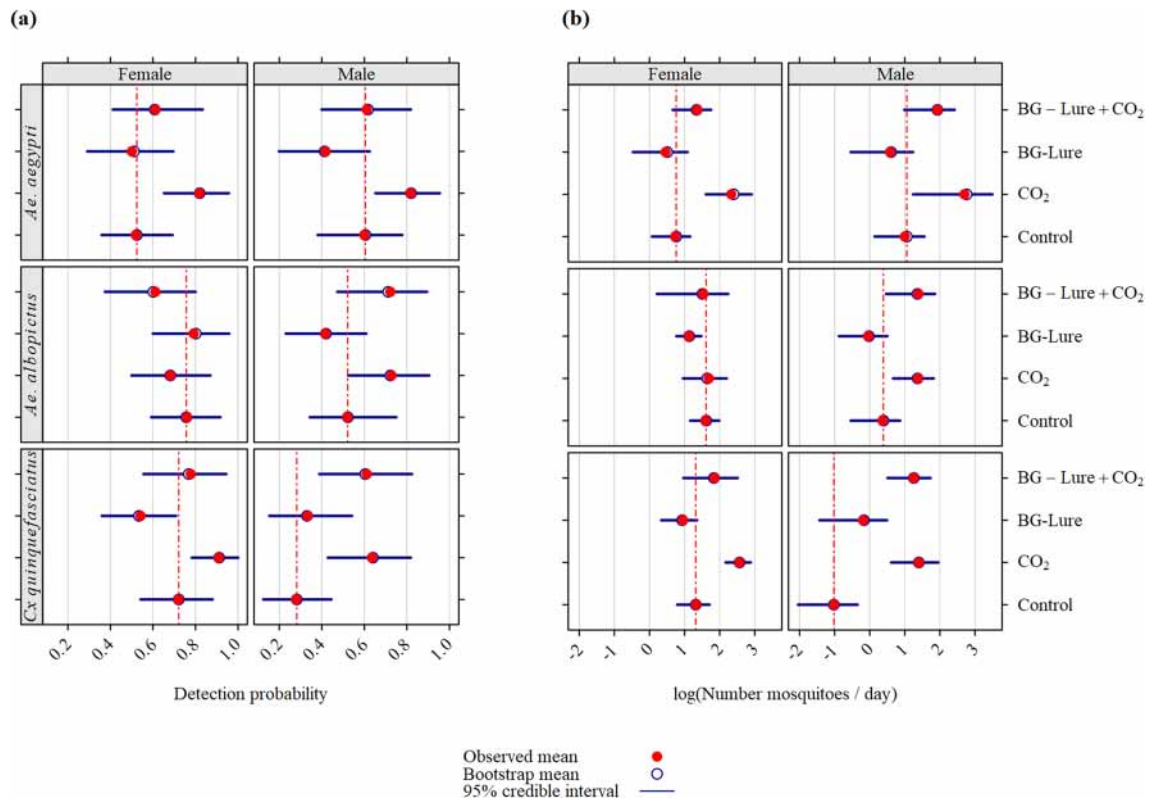 (a)
(b)
Female
Male
Female
Male
Ae. aegypti
BG – Lure + CO₂
BG-Lure
CO₂
Control
Ae. albopictus
BG – Lure + CO₂
BG-Lure
CO₂
Control
Cx quinquefasciatus
BG – Lure + CO₂
BG-Lure
CO₂
Control
0.2 0.4 0.6 0.8 1.0
0.2 0.4 0.6 0.8 1.0
-2 -1 0 1 2 3
-2 -1 0 1 2 3
Detection probability
log(Number mosquitoes / day)
Observed mean
Bootstrap mean
95% credible interval